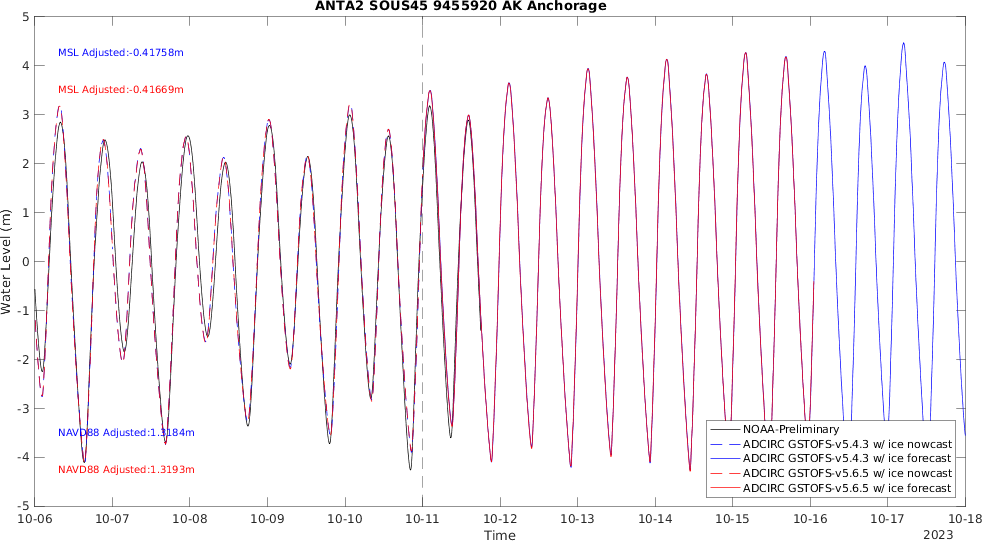 ANTA2 SOUS45 9455920 AK Anchorage
MSL Adjusted:-0.41758m
MSL Adjusted:-0.41669m
NAVD88 Adjusted:1.3184m
NAVD88 Adjusted:1.3193m
Water Level (m)
5
4
3
2
1
0
-1
-2
-3
-4
-5
NOAA-Preliminary
ADCIRC GSTOFS-v5.4.3 w/ ice nowcast
ADCIRC GSTOFS-v5.4.3 w/ ice forecast
ADCIRC GSTOFS-v5.6.5 w/ ice nowcast
ADCIRC GSTOFS-v5.6.5 w/ ice forecast
10-06 10-07 10-08 10-09 10-10 10-11 10-12 10-13 10-14 10-15 10-16 10-17 10-18
Time
2023